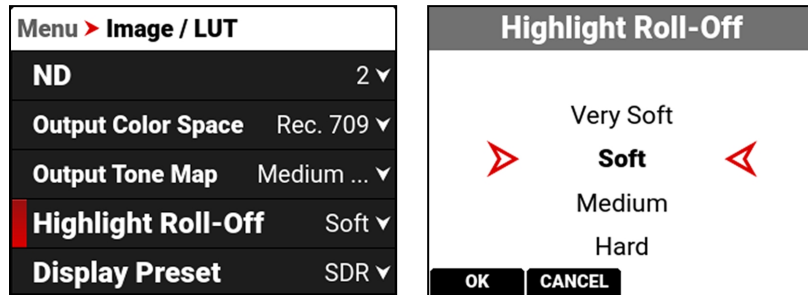 Menu ➤ Image / LUT
ND 2
Output Color Space Rec. 709
Output Tone Map Medium ...
Highlight Roll-Off Soft
Display Preset SDR
Highlight Roll-Off
Very Soft
Soft
Medium
Hard
OK CANCEL